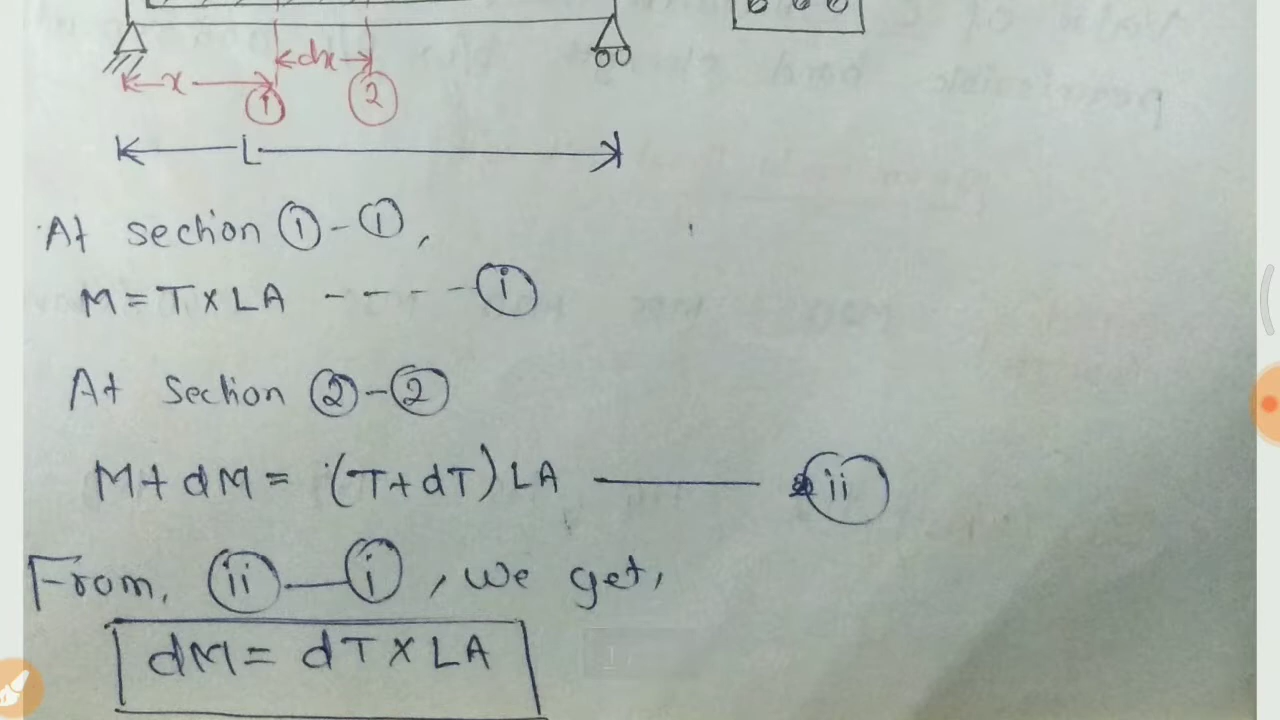 x
dx
1
2
L
At section 1-1,
M = T x LA - - - - i
At section 2-2
M + dM = (T+dT) LA —— ii
From, ii — i, we get,
dM = dT x LA